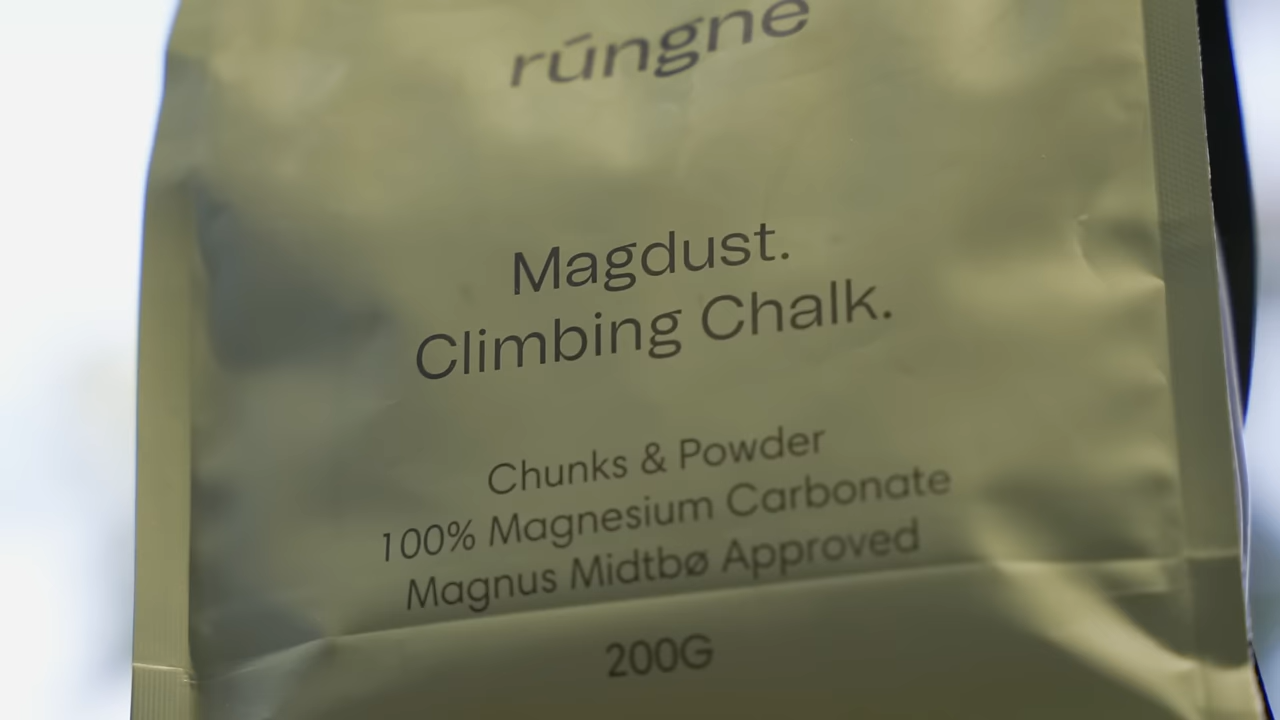 rúngne
Magdust.
Climbing Chalk.
Chunks & Powder
100% Magnesium Carbonate
Magnus Midtbø Approved
200G